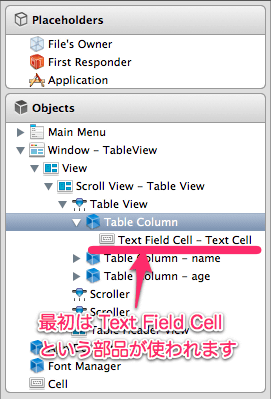 Placeholders
File's Owner
First Responder
Application
Objects
Main Menu
Window - TableView
View
Scroll View - Table View
Table View
Table Column
Text Field Cell - Text Cell
Table Column - name
Table Column - age
Scroller
Scroller
最初は Text Field Cell
という部品が使われます
Table Header View
Font Manager
Cell